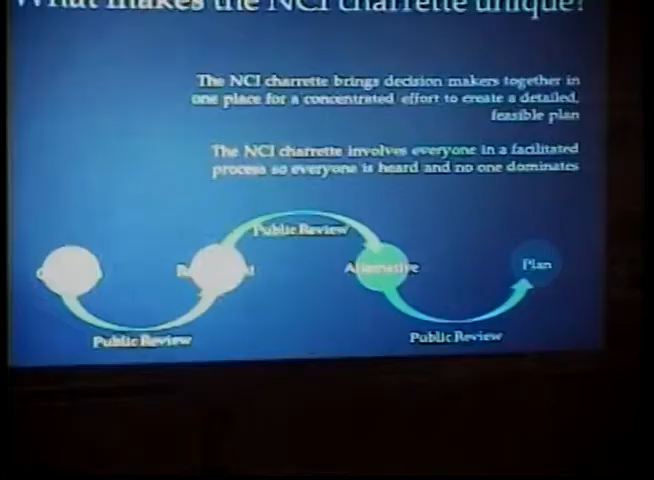 What makes the NCI charrette unique?
The NCI charrette brings decision makers together in
one place for a concentrated effort to create a detailed,
feasible plan
The NCI charrette involves everyone in a facilitated
process so everyone is heard and no one dominates
Public Review
Alternative
Plan
Public Review
Public Review